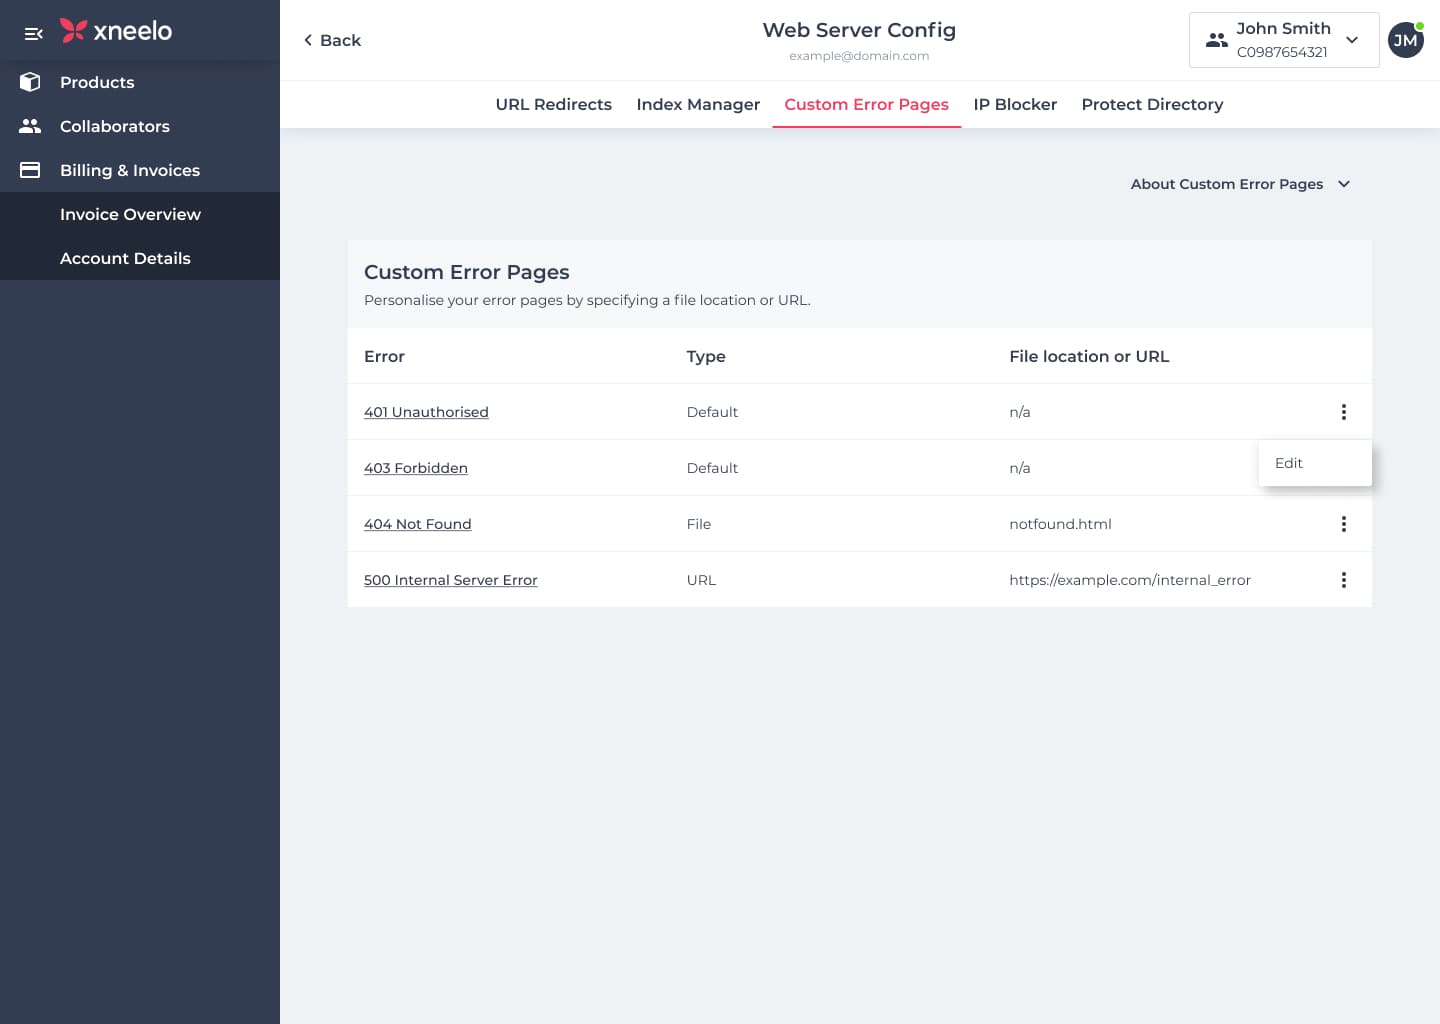 xneelo
Products
Collaborators
Billing & Invoices
Invoice Overview
Account Details
Back
Web Server Config
example@domain.com
John Smith
C0987654321
JM
URL Redirects
Index Manager
Custom Error Pages
IP Blocker
Protect Directory
About Custom Error Pages
Custom Error Pages
Personalise your error pages by specifying a file location or URL.
Error Type File location or URL
401 Unauthorised Default n/a
403 Forbidden Default n/a
Edit
404 Not Found File notfound.html
500 Internal Server Error URL https://example.com/internal_error